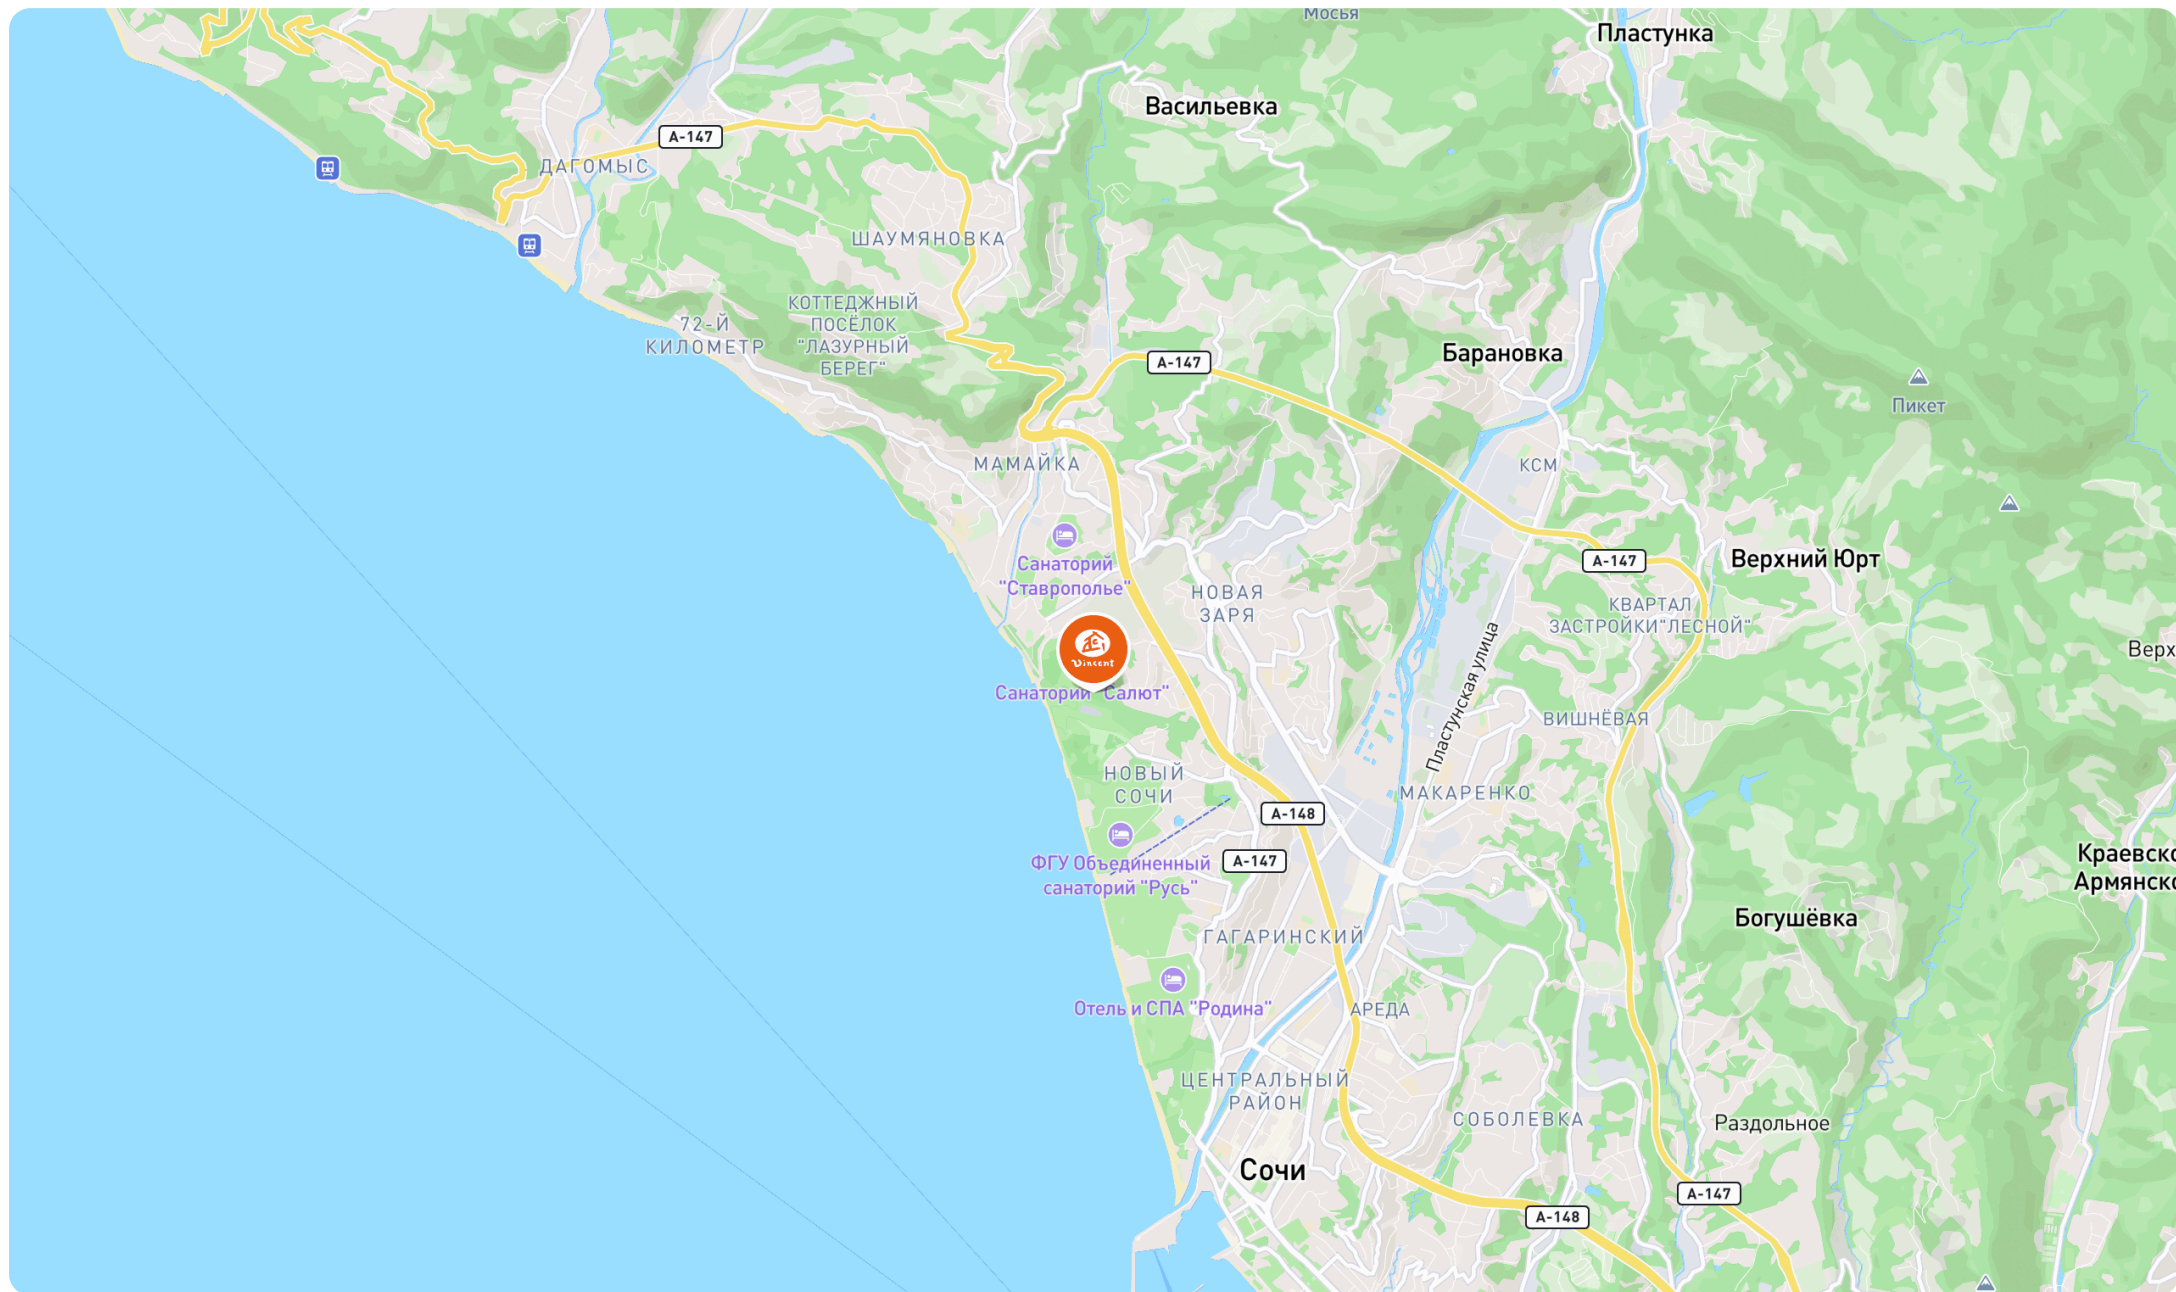 Мосья
Пластунка
Васильевка
А-147
ДАГОМЫС
ШАУМЯНОВКА
КОТТЕДЖНЫЙ
ПОСЁЛОК
"ЛАЗУРНЫЙ
БЕРЕГ"
72-Й
КИЛОМЕТР
А-147
Барановка
Пикет
МАМАЙКА
КСМ
Санаторий
"Ставрополье"
А-147
Верхний Юрт
НОВАЯ
ЗАРЯ
КВАРТАЛ
ЗАСТРОЙКИ"ЛЕСНОЙ"
Верх
Vincent
Санаторий "Салют"
Пластунская улица
ВИШНЁВАЯ
НОВЫЙ
СОЧИ
МАКАРЕНКО
А-148
А-147
ФГУ Объединенный
санаторий "Русь"
Краевско
Армянско
Богушёвка
ГАГАРИНСКИЙ
Отель и СПА "Родина"
АРЕДА
ЦЕНТРАЛЬНЫЙ
РАЙОН
СОБОЛЕВКА
Раздольное
Сочи
А-147
А-148